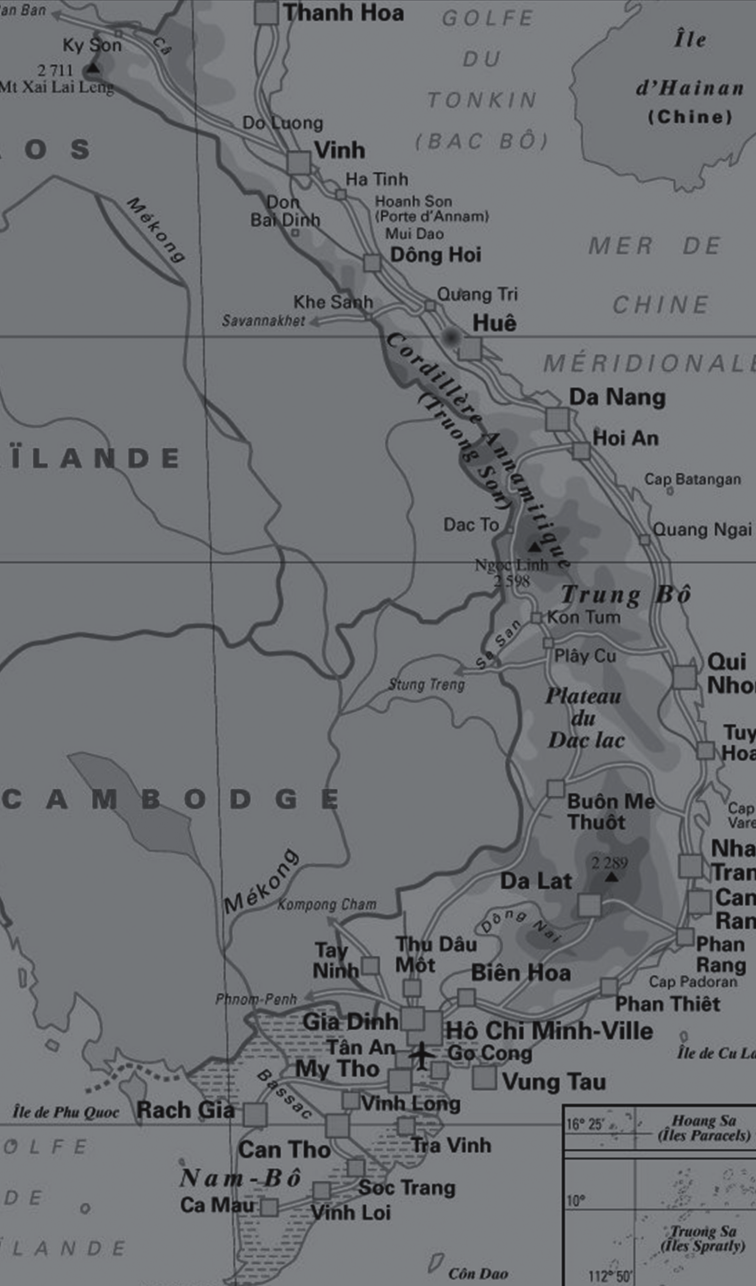 Thanh Hoa
GOLFE
DU
TONKIN
(BAC BÔ)
Île
d'Hainan
(Chine)
Ban
Ky Son
Câ
2 711
Mt Xai Lai Leng
OS
Do Luong
Vinh
Ha Tinh
Hoanh Son
(Porte d'Annam)
Mui Dao
Don
Bai Dinh
Mékong
Dông Hoi
MER DE
CHINE
MÉRIDIONALE
Khe Sanh
Quang Tri
Savannakhet
Huê
Cordillère Annamitique
(Truong Son)
Da Nang
Hoi An
ÏLANDE
Cap Batangan
Dac To
Quang Ngai
Ngoc Linh
2 598
Trung Bô
Kon Tum
Se San
Plây Cu
Stung Treng
Qui
Nho
Plateau
du
Dac lac
Tuy
Hoa
CAMBODGE
Buôn Me
Thuôt
Cap
Vare
2 289
Nha
Tran
Da Lat
Can
Ran
Mékong
Kompong Cham
Dông Nai
Tay
Ninh
Thu Dâu
Môt
Biên Hoa
Phan
Rang
Cap Padoran
Phnom-Penh
Phan Thiêt
Gia Dinh
Hô Chi Minh-Ville
Tân An
Go Cong
Île de Cu La
My Tho
Vung Tau
Bassac
Île de Phu Quoc
Rach Gia
Vinh Long
Can Tho
Tra Vinh
OLFE
DE
ÏLANDE
Nam-Bô
Soc Trang
Ca Mau
Vinh Loi
Côn Dao
16° 25'
Hoang Sa
(Îles Paracels)
10°
Truong Sa
(Îles Spratly)
112° 50'